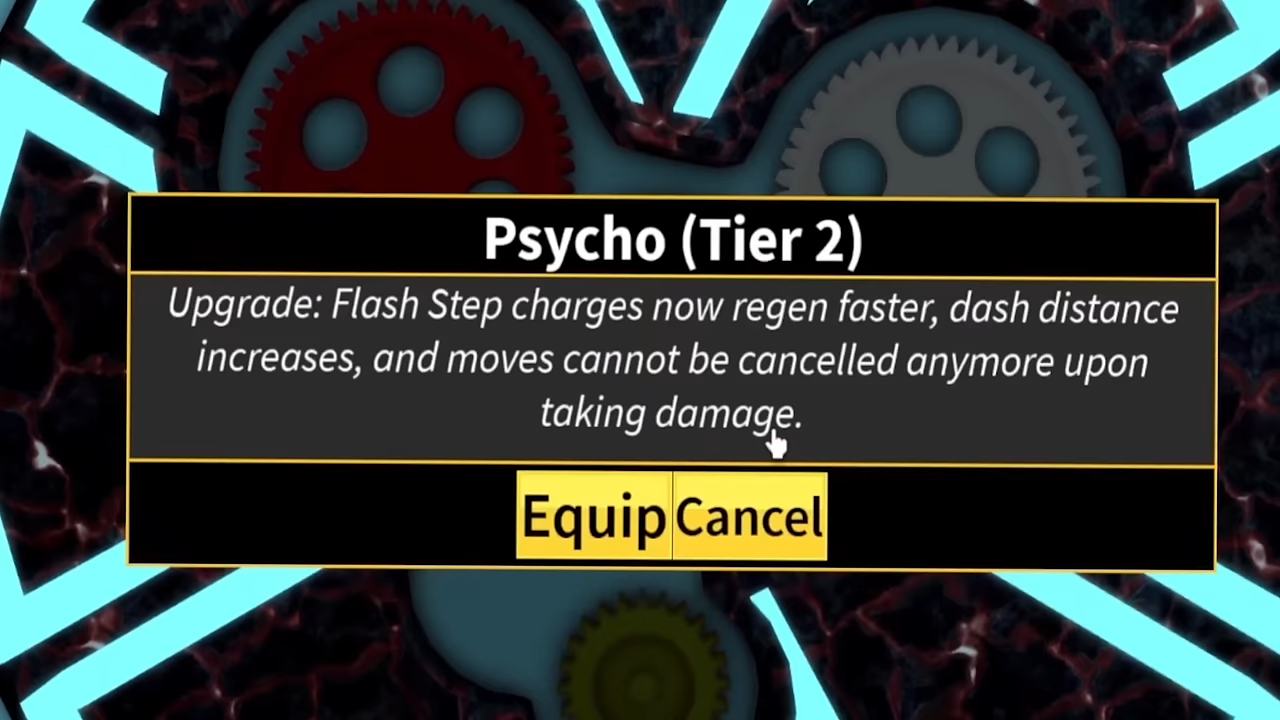 Psycho (Tier 2)
Upgrade: Flash Step charges now regen faster, dash distance
increases, and moves cannot be cancelled anymore upon
taking damage.
Equip
Cancel